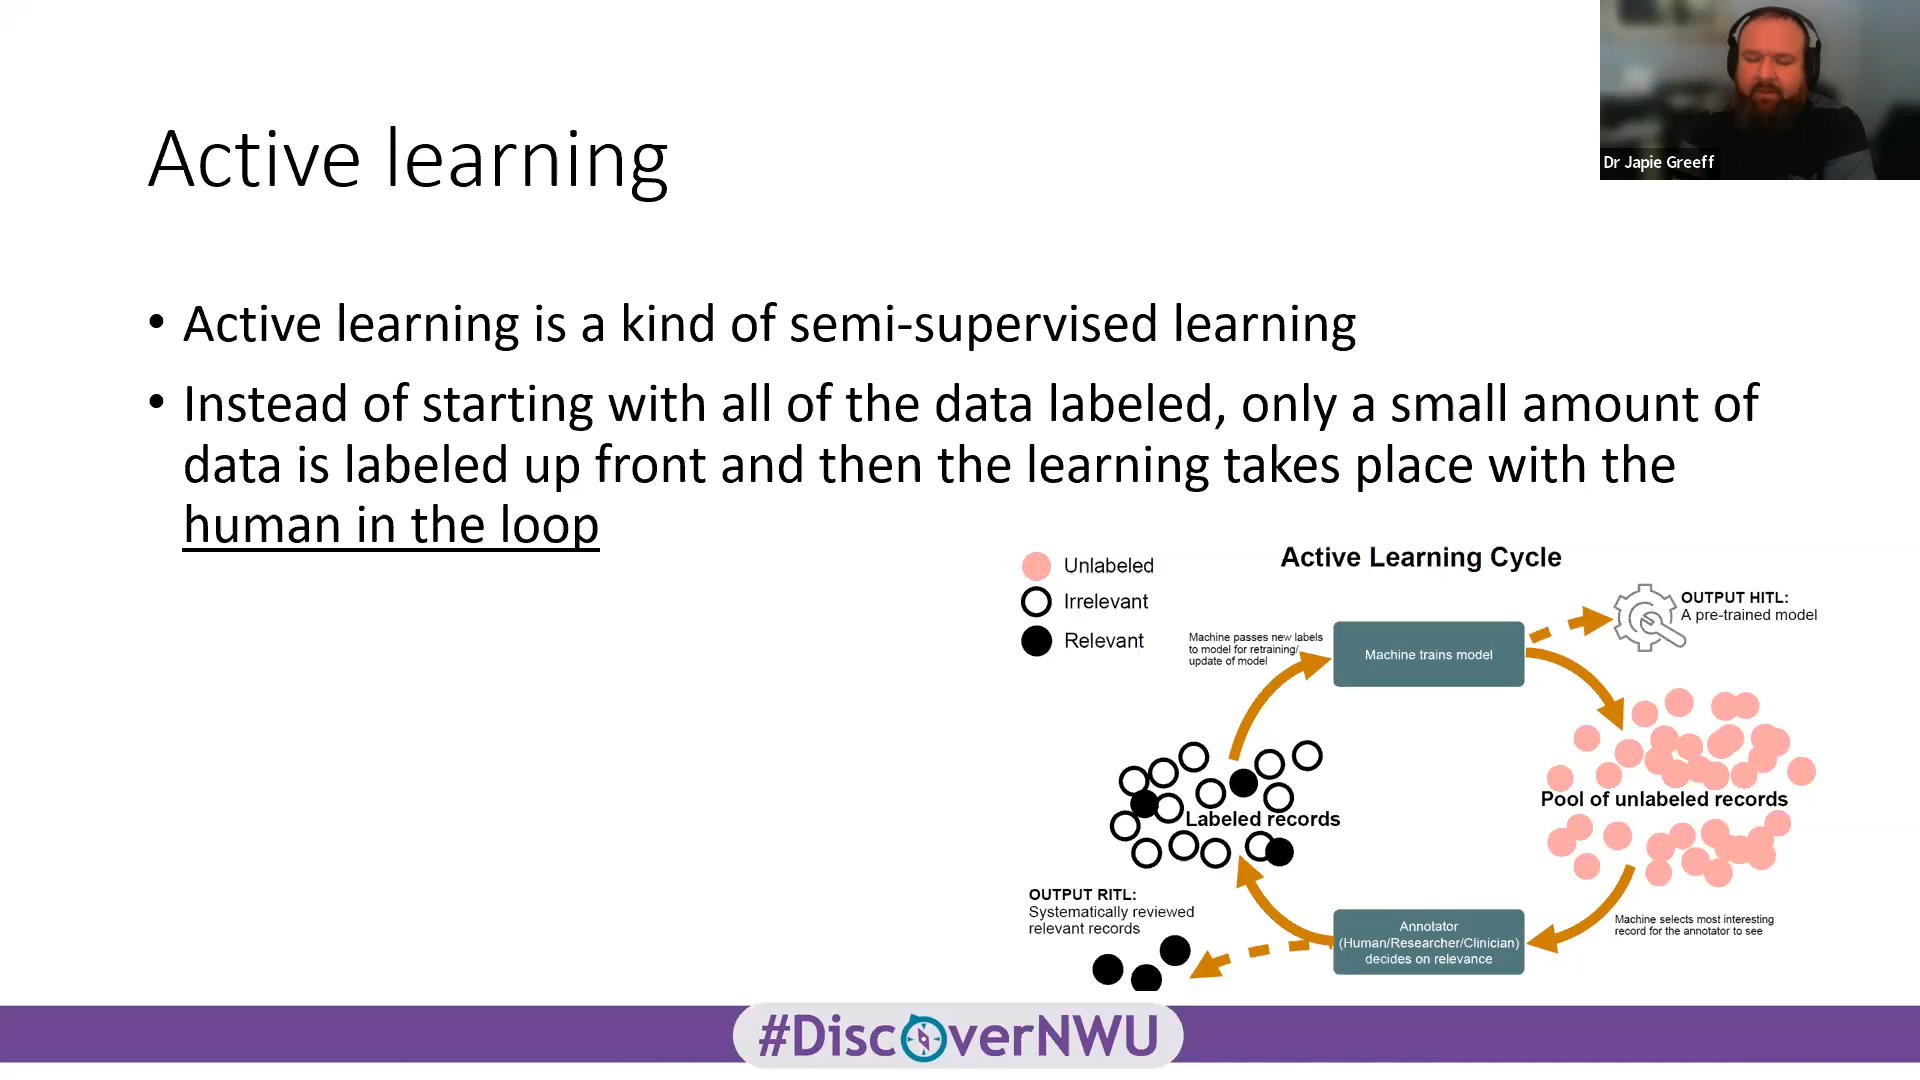 Dr Japie Greeff
Active learning
• Active learning is a kind of semi-supervised learning
• Instead of starting with all of the data labeled, only a small amount of
data is labeled up front and then the learning takes place with the
human in the loop
Active Learning Cycle
Unlabeled
Irrelevant
Relevant
Machine passes new labels
to model for retraining/
update of model
Machine trains model
OUTPUT HITL:
A pre-trained model
Pool of unlabeled records
Labeled records
OUTPUT RITL:
Systematically reviewed
relevant records
Annotator
(Human/Researcher/Clinician)
decides on relevance
Machine selects most interesting
record for the annotator to see
#DiscoverNWU